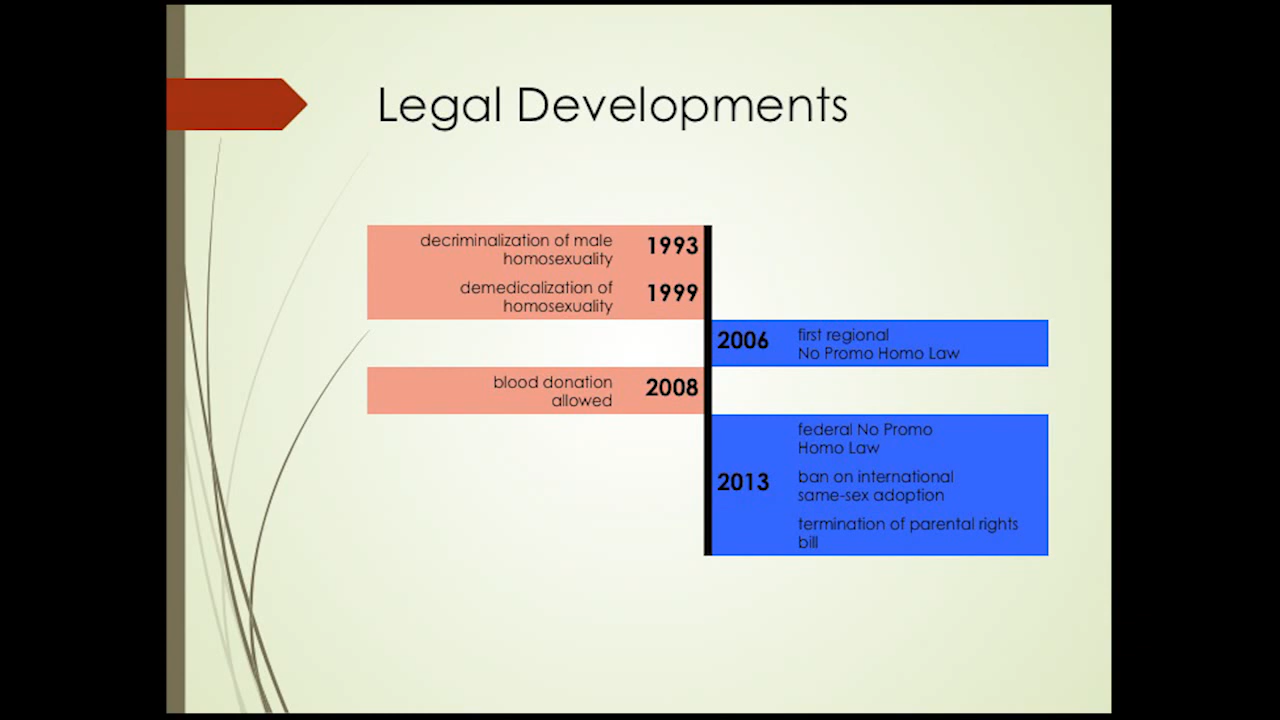 Legal Developments
decriminalization of male
homosexuality
1993
demedicalization of
homosexuality
1999
2006
first regional
No Promo Homo Law
blood donation
allowed
2008
2013
federal No Promo
Homo Law
ban on international
same-sex adoption
termination of parental rights
bill